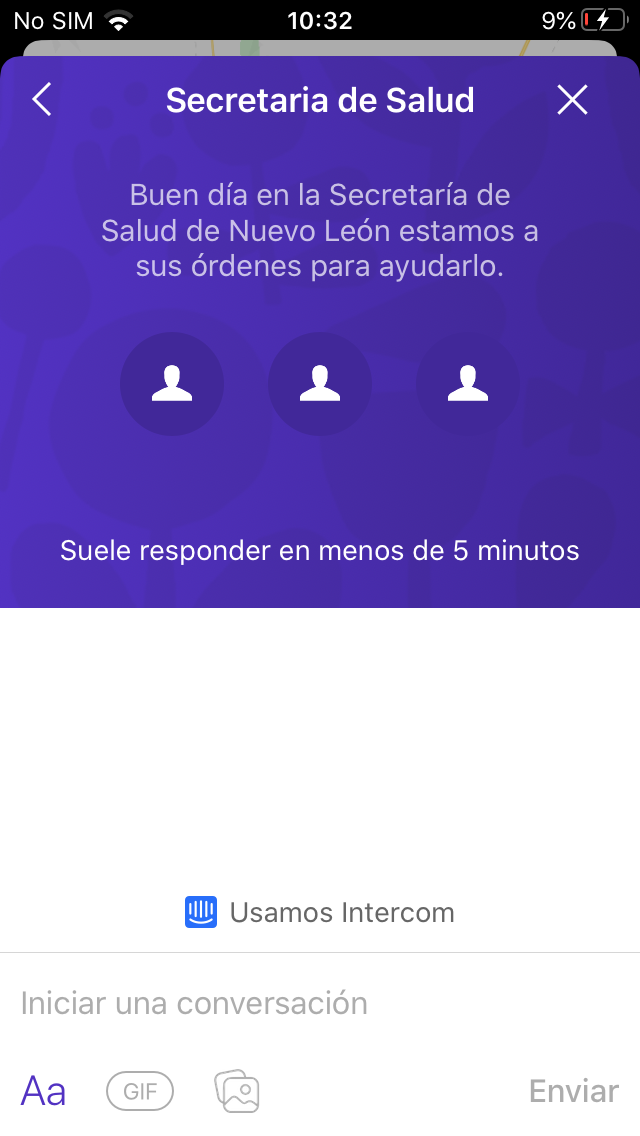 No SIM 10:32 9%
Secretaria de Salud
Buen día en la Secretaría de
Salud de Nuevo León estamos a
sus órdenes para ayudarlo.
Suele responder en menos de 5 minutos
Usamos Intercom
Iniciar una conversación
Aa GIF Enviar